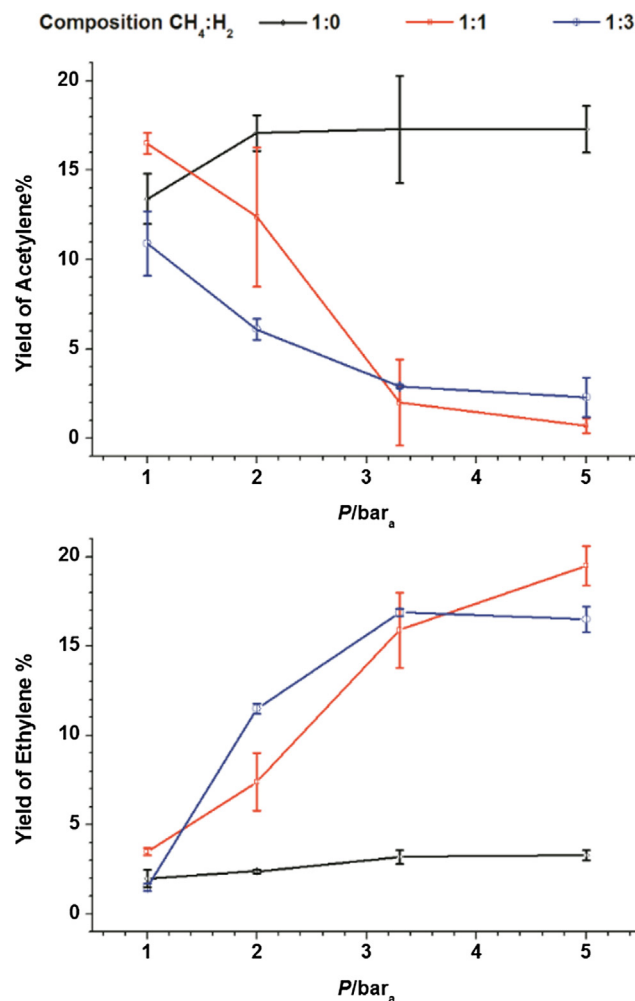 Composition CH₄:H₂ 1:0 1:1 1:3
20
15
10
5
0
Yield of Acetylene%
1 2 3 4 5
P/barₐ
20
15
10
5
0
Yield of Ethylene %
1 2 3 4 5
P/barₐ